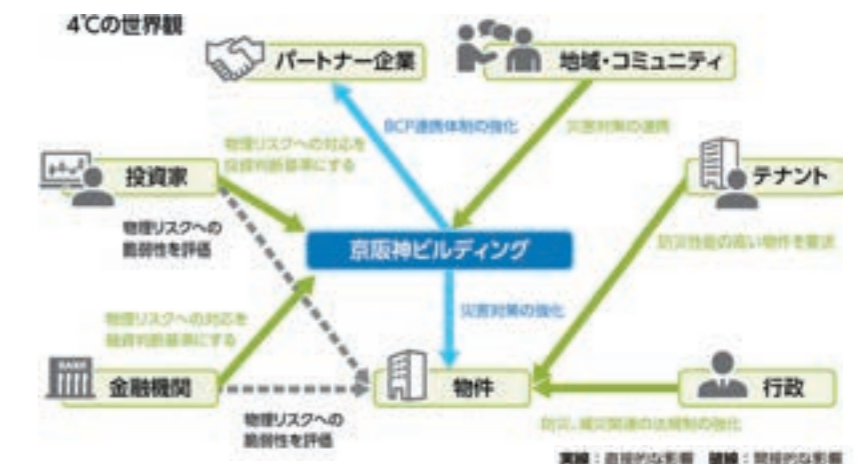 4℃の世界観
パートナー企業
地域・コミュニティ
BCP連携体制の強化
災害対策の連携
物理リスクへの対応を
投資判断基準にする
投資家
テナント
物理リスクへの
脆弱性を評価
京阪神ビルディング
防災性能の高い物件を要求
災害対策の強化
物理リスクへの対応を
融資判断基準にする
BANK
金融機関
物件
行政
物理リスクへの
脆弱性を評価
防災、減災関連の法規制の強化
実線：直接的な影響 破線：間接的な影響